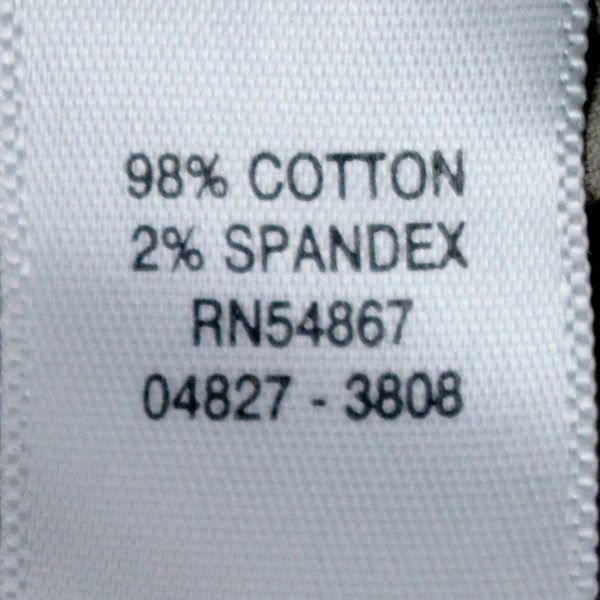 98% COTTON
2% SPANDEX
RN54867
04827 - 3808